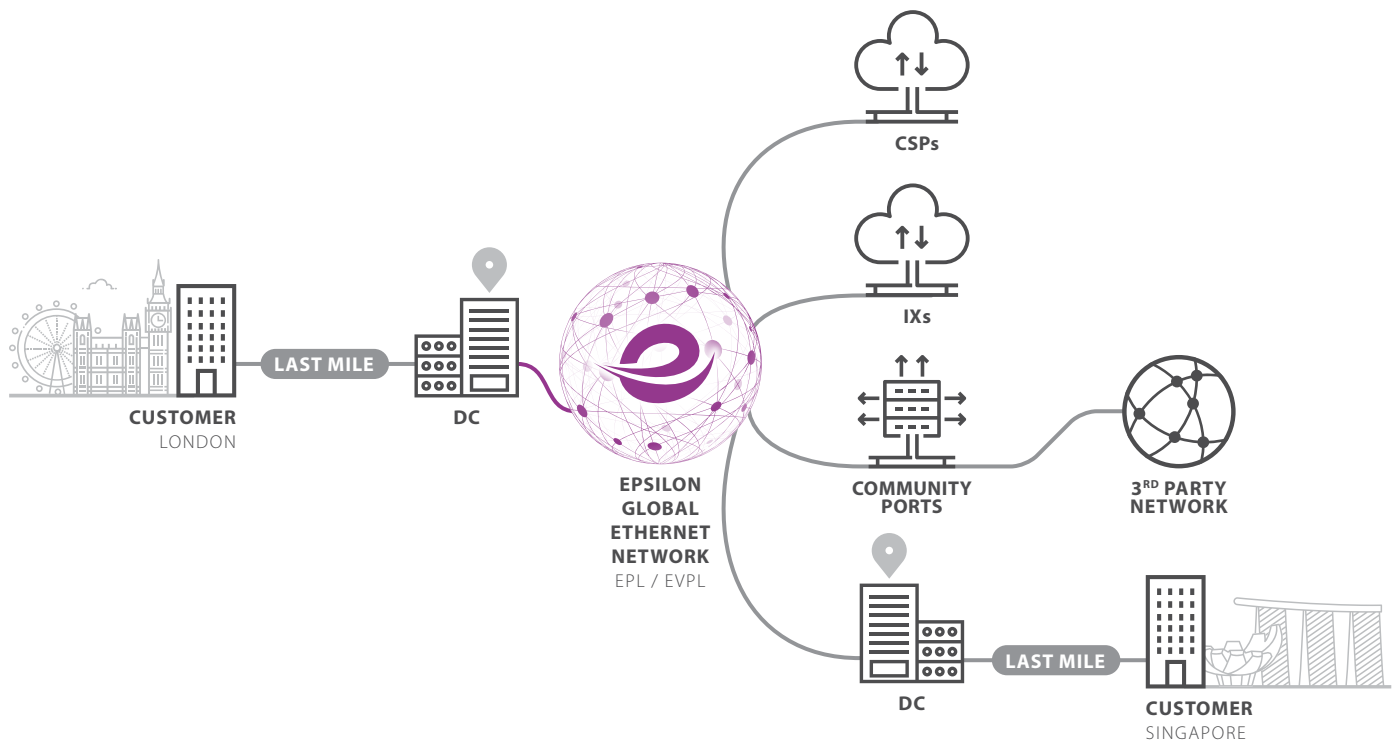 CSPs
IXs
LAST MILE
CUSTOMER
LONDON
DC
EPSILON
GLOBAL
ETHERNET
NETWORK
EPL / EVPL
COMMUNITY
PORTS
3RD PARTY
NETWORK
LAST MILE
DC
CUSTOMER
SINGAPORE